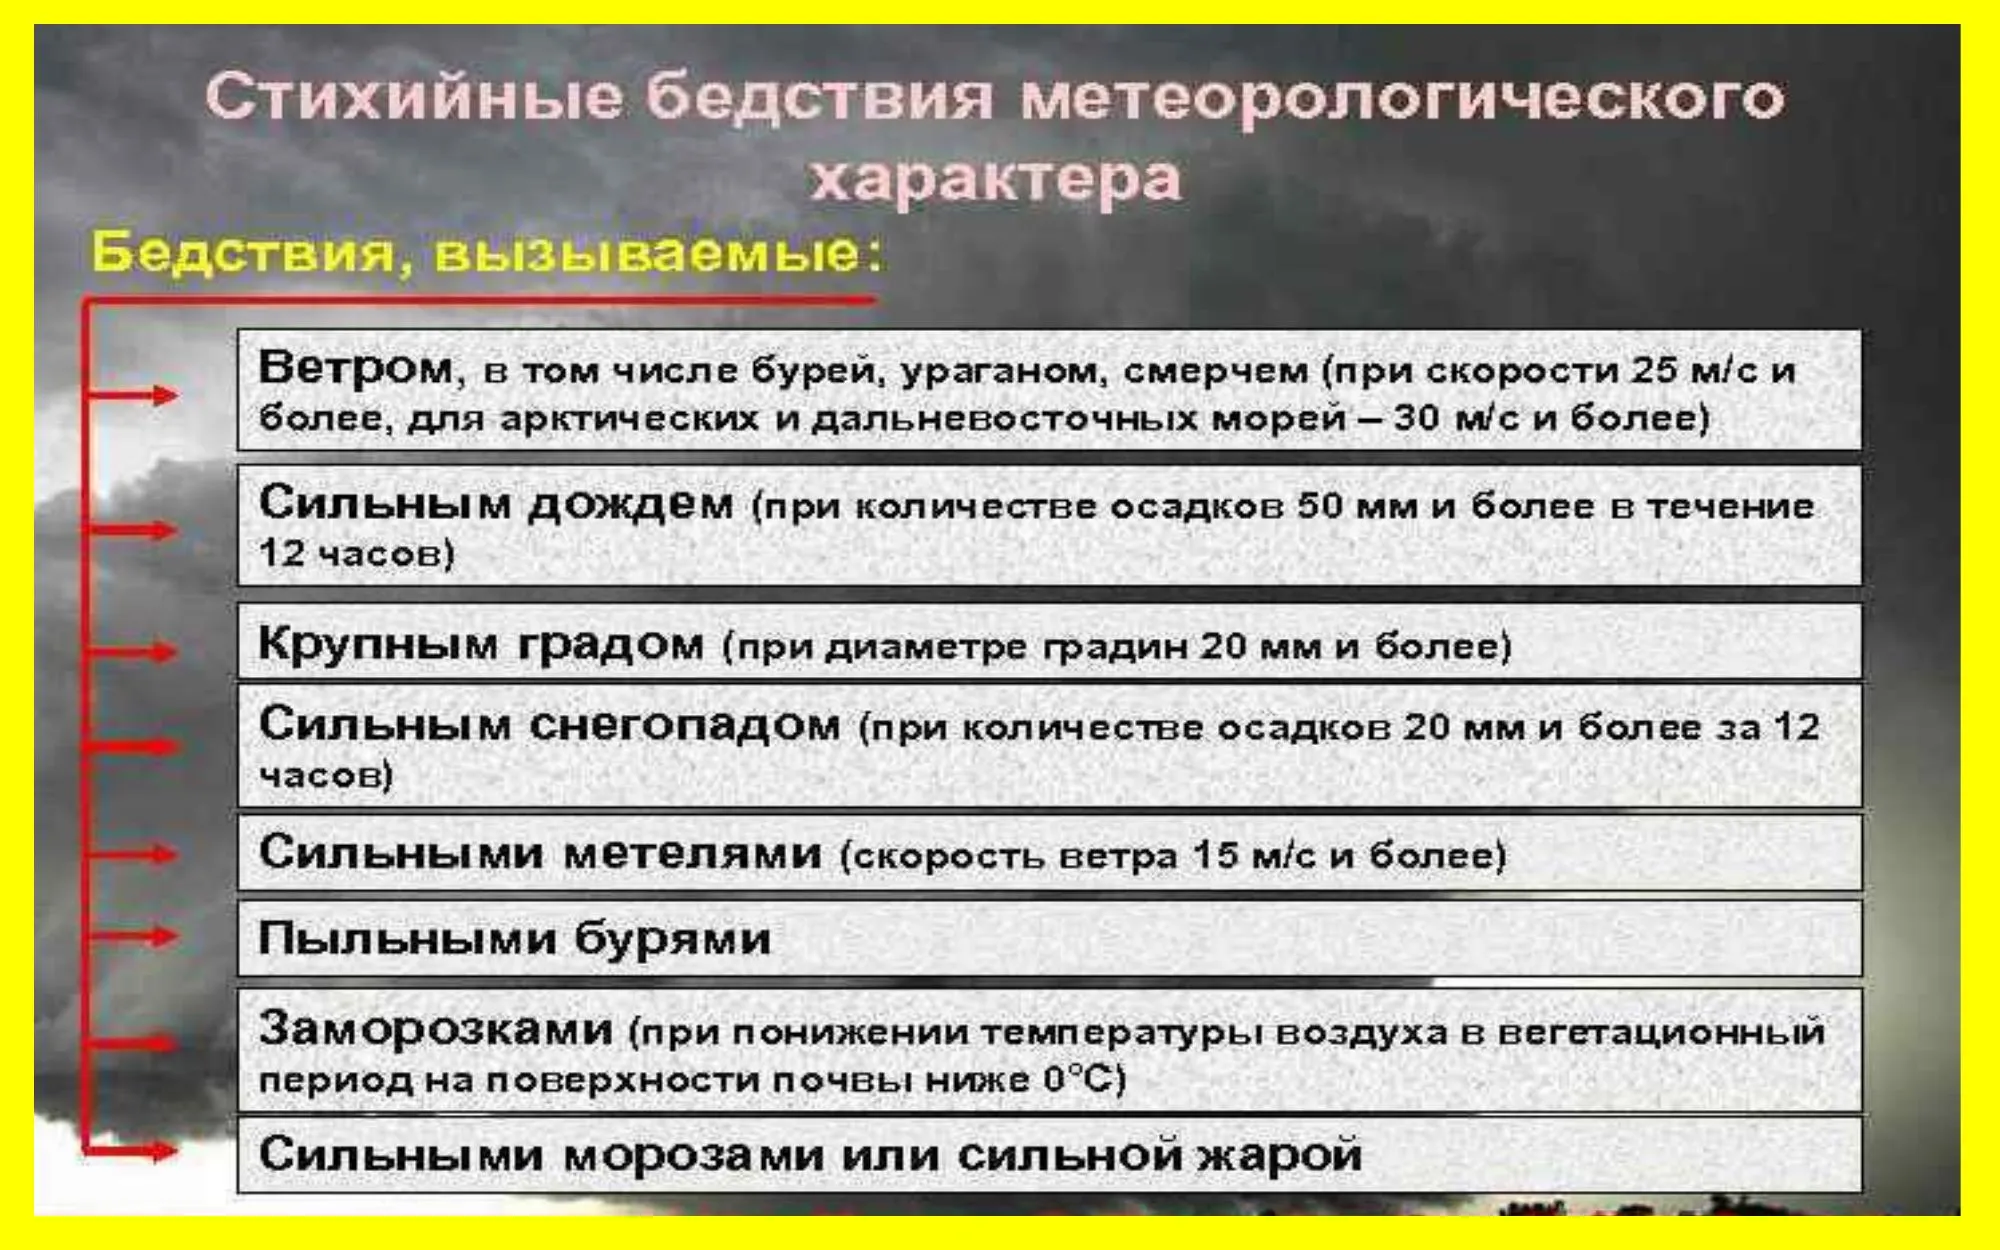 Стихийные бедствия метеорологического
характера
Бедствия, вызываемые:
Ветром, в том числе бурей, ураганом, смерчем (при скорости 25 м/с и
более, для арктических и дальневосточных морей – 30 м/с и более)
Сильным дождем (при количестве осадков 50 мм и более в течение
12 часов)
Крупным градом (при диаметре градин 20 мм и более)
Сильным снегопадом (при количестве осадков 20 мм и более за 12
часов)
Сильными метелями (скорость ветра 15 м/с и более)
Пыльными бурями
Заморозками (при понижении температуры воздуха в вегетационный
период на поверхности почвы ниже 0°С)
Сильными морозами или сильной жарой